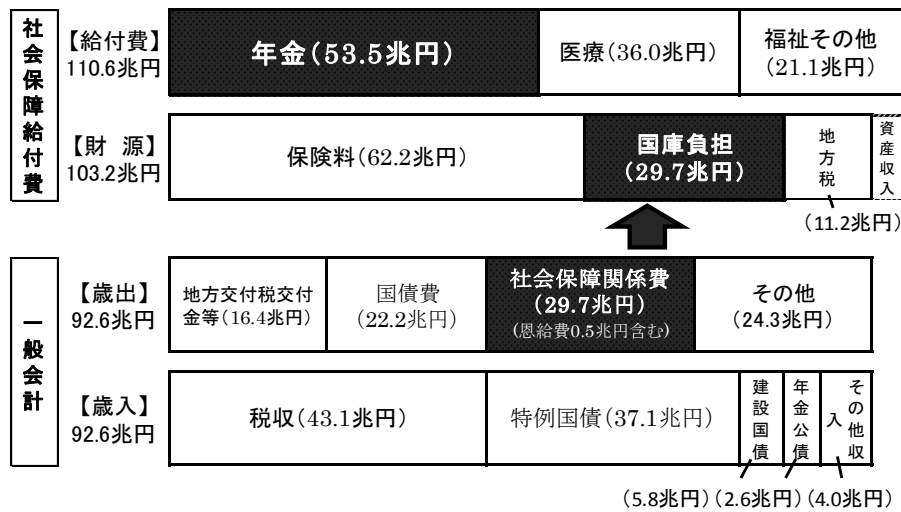 社会保障給付費
【給付費】
110.6兆円
年金（53.5兆円）
医療（36.0兆円）
福祉その他
（21.1兆円）
【財　源】
103.2兆円
保険料（62.2兆円）
国庫負担
（29.7兆円）
地方税
資産収入
（11.2兆円）
一般会計
【歳出】
92.6兆円
地方交付税交付
金等（16.4兆円）
国債費
（22.2兆円）
社会保障関係費
（29.7兆円）
（恩給費0.5兆円含む）
その他
（24.3兆円）
【歳入】
92.6兆円
税収（43.1兆円）
特例国債（37.1兆円）
建設国債
年金公債
その他収入
（5.8兆円）（2.6兆円）（4.0兆円）